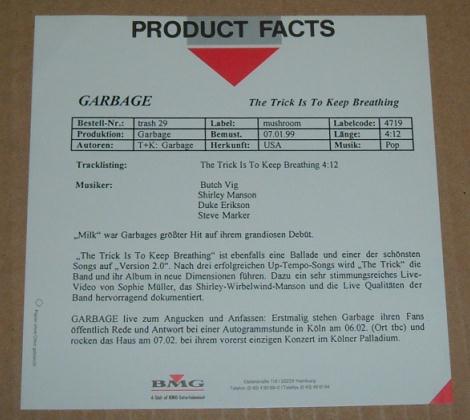 PRODUCT FACTS
GARBAGE The Trick Is To Keep Breathing
Bestell-Nr.: trash 29 Label: mushroom Labelcode: 4719
Produktion: Garbage Bemust. 07.01.99 Länge: 4:12
Autoren: T+K: Garbage Herkunft: USA Musik: Pop
Tracklisting: The Trick Is To Keep Breathing 4:12
Musiker: Butch Vig
Shirley Manson
Duke Erikson
Steve Marker
„Milk" war Garbages größter Hit auf ihrem grandiosen Debüt.
„The Trick Is To Keep Breathing" ist ebenfalls eine Ballade und einer der schönsten
Songs auf „Version 2.0". Nach drei erfolgreichen Up-Tempo-Songs wird „The Trick" die
Band und ihr Album in neue Dimensionen führen. Dazu ein sehr stimmungsreiches Live-
Video von Sophie Müller, das Shirley-Wirbelwind-Manson und die Live Qualitäten der
Band hervorragend dokumentiert.
GARBAGE live zum Angucken und Anfassen: Erstmalig stehen Garbage ihren Fans
öffentlich Rede und Antwort bei einer Autogrammstunde in Köln am 06.02. (Ort tbc) und
rocken das Haus am 07.02. bei ihrem vorerst einzigen Konzert im Kölner Palladium.
BMG
A Unit of BMG Entertainment